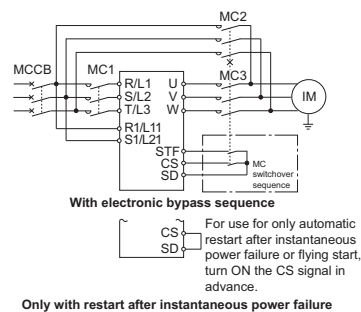 MC2
MCCB
MC1
MC3
R/L1
S/L2
T/L3
U
V
W
IM
R1/L11
S1/L21
STF
CS
SD
MC
switchover
sequence
With electronic bypass sequence
CS
SD
For use for only automatic
restart after instantaneous
power failure or flying start,
turn ON the CS signal in
advance.
Only with restart after instantaneous power failure